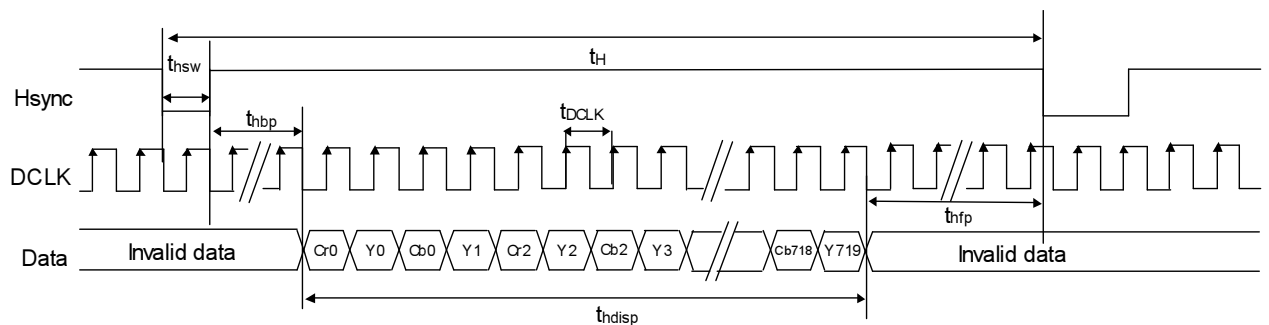 tH
thsw
Hsync
thbp
tDCLK
DCLK
thfp
Data
Invalid data
Cr0
Y0
Cb0
Y1
Cr2
Y2
Cb2
Y3
Cb718
Y719
Invalid data
thdisp